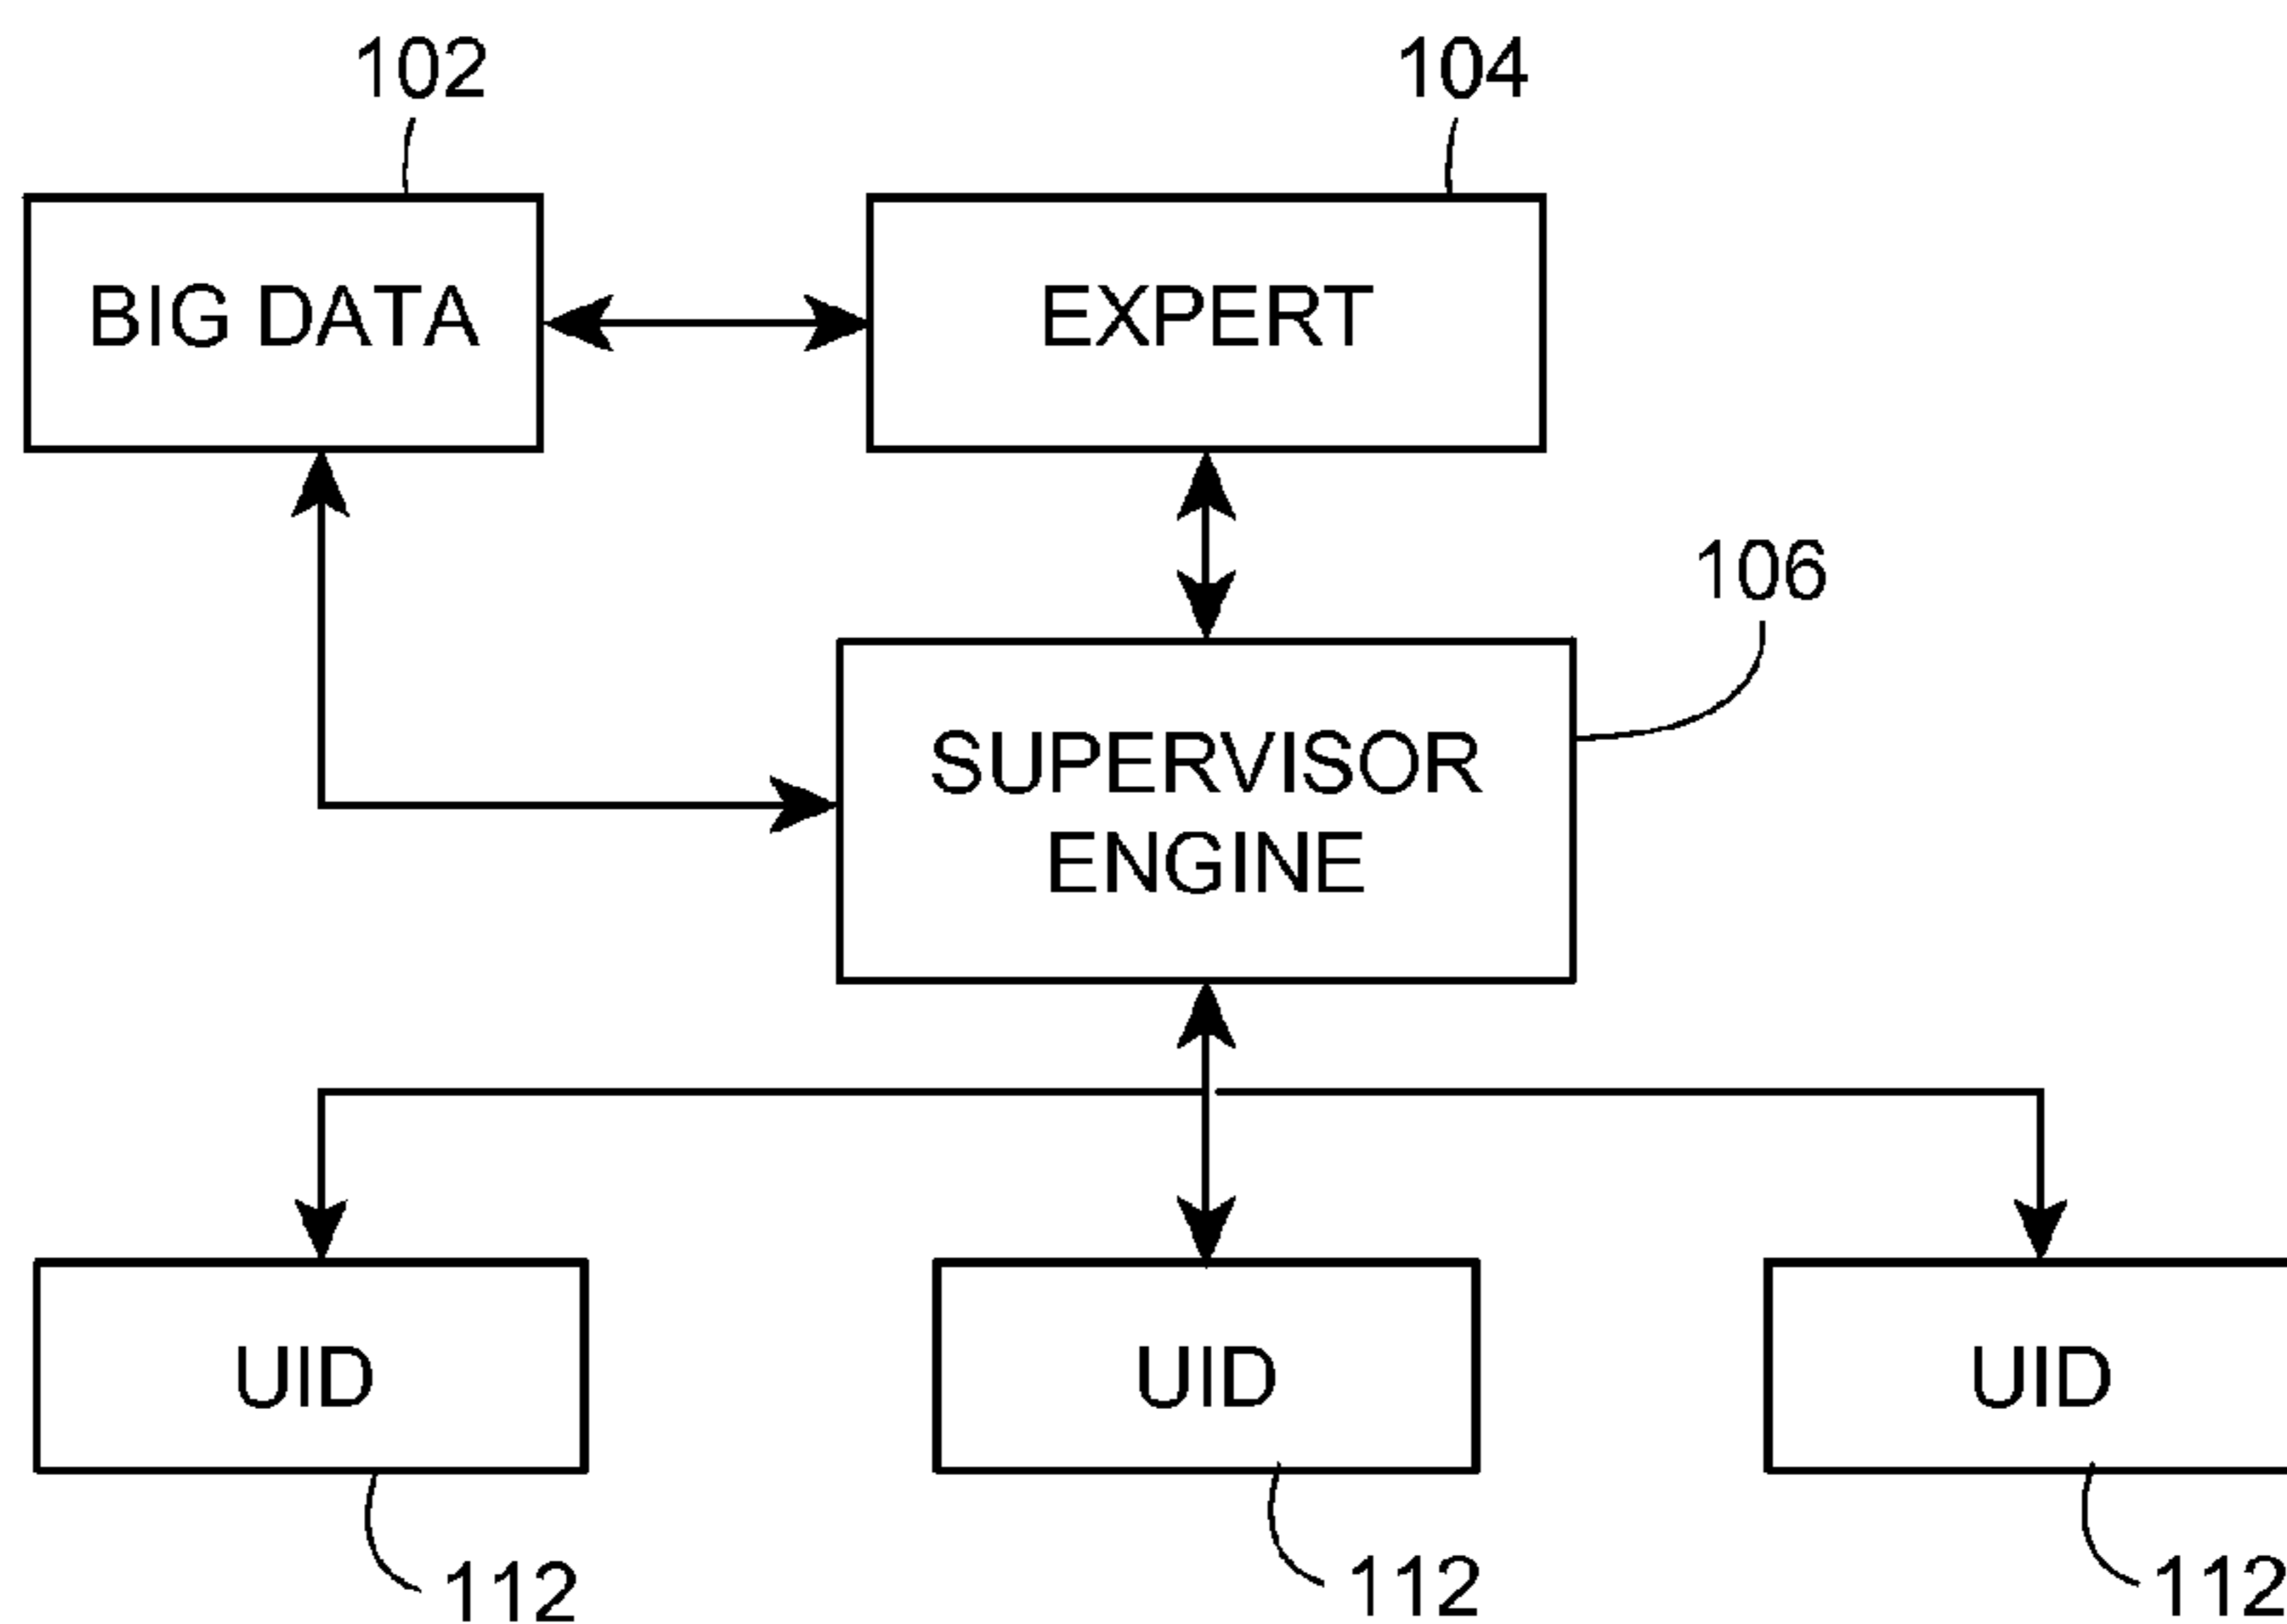 102
104
BIG DATA
EXPERT
106
SUPERVISOR
ENGINE
UID
UID
UID
112
112
112